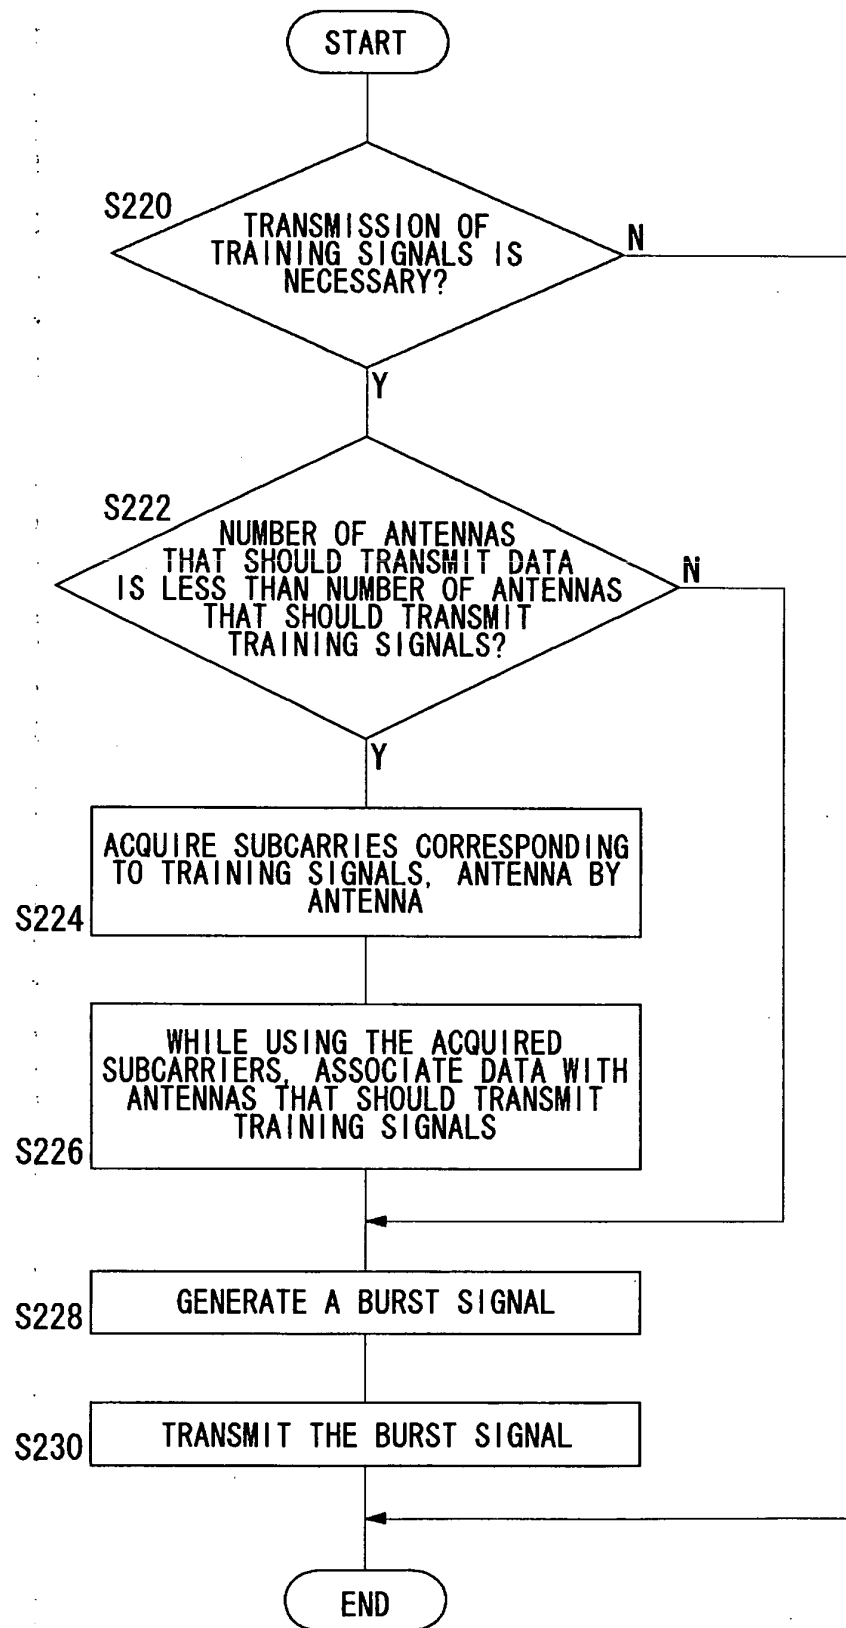 START
S220
TRANSMISSION OF
TRAINING SIGNALS IS
NECESSARY?
N
Y
S222
NUMBER OF ANTENNAS
THAT SHOULD TRANSMIT DATA
IS LESS THAN NUMBER OF ANTENNAS
THAT SHOULD TRANSMIT
TRAINING SIGNALS?
N
Y
ACQUIRE SUBCARRIES CORRESPONDING
TO TRAINING SIGNALS, ANTENNA BY
ANTENNA
S224
WHILE USING THE ACQUIRED
SUBCARRIERS, ASSOCIATE DATA WITH
ANTENNAS THAT SHOULD TRANSMIT
TRAINING SIGNALS
S226
GENERATE A BURST SIGNAL
S228
TRANSMIT THE BURST SIGNAL
S230
END